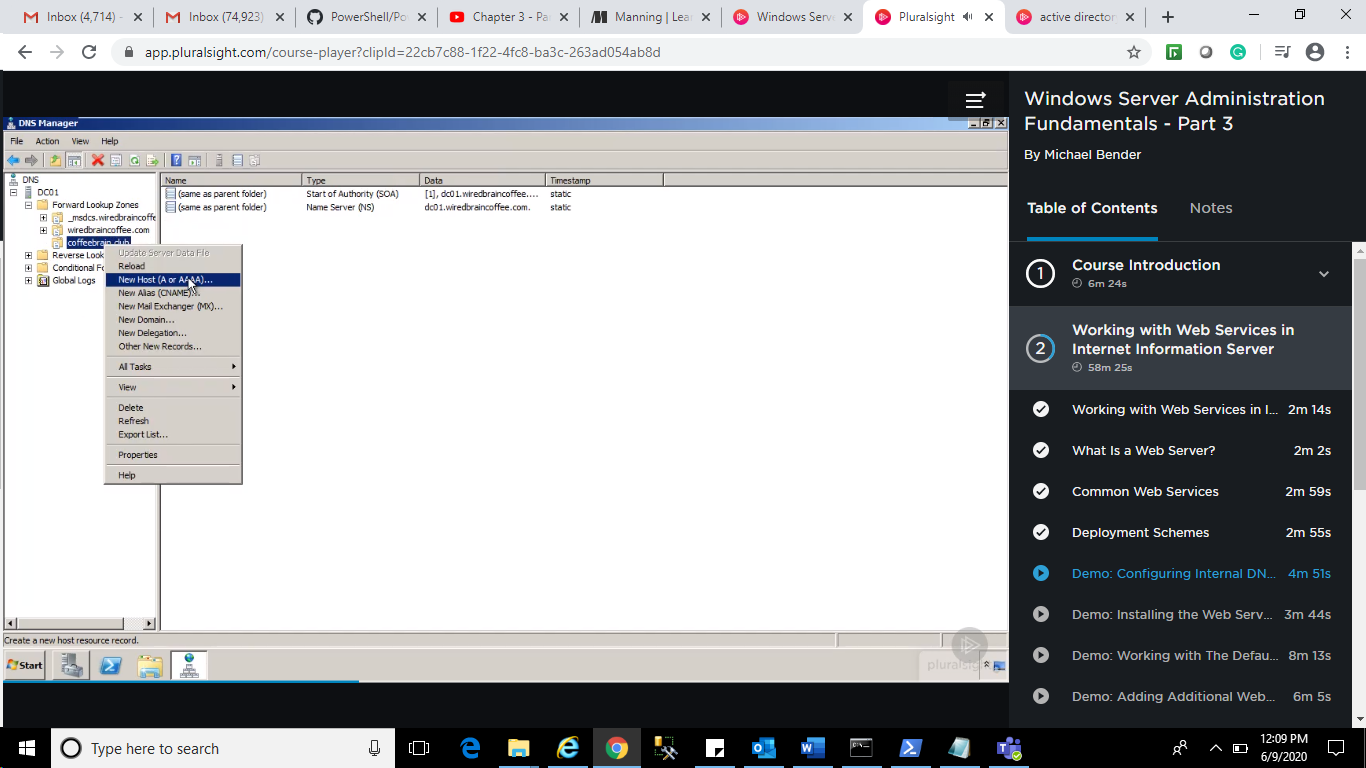 Inbox (4,714) -
Inbox (74,923)
PowerShell/Po
Chapter 3 - Pa
Manning | Lea
Windows Serv
Pluralsight
active director
app.pluralsight.com/course-player?clipId=22cb7c88-1f22-4fc8-ba3c-263ad054ab8d
DNS Manager
File Action View Help
DNS
DC01
Forward Lookup Zones
_msdcs.wiredbraincoffe
wiredbraincoffee.com
coffeebrain.club
Reverse Look
Conditional Fo
Global Logs
Name Type Data Timestamp
(same as parent folder) Start of Authority (SOA) [1], dc01.wiredbraincoffee.... static
(same as parent folder) Name Server (NS) dc01.wiredbraincoffee.com. static
Update Server Data File
Reload
New Host (A or AAAA)...
New Alias (CNAME)...
New Mail Exchanger (MX)...
New Domain...
New Delegation...
Other New Records...
All Tasks
View
Delete
Refresh
Export List...
Properties
Help
Create a new host resource record.
Start
pluralsig
Windows Server Administration
Fundamentals - Part 3
By Michael Bender
Table of Contents Notes
1 Course Introduction
6m 24s
2 Working with Web Services in
Internet Information Server
58m 25s
Working with Web Services in I... 2m 14s
What Is a Web Server? 2m 2s
Common Web Services 2m 59s
Deployment Schemes 2m 55s
Demo: Configuring Internal DN... 4m 51s
Demo: Installing the Web Serv... 3m 44s
Demo: Working with The Defau... 8m 13s
Demo: Adding Additional Web... 6m 5s
Type here to search
12:09 PM
6/9/2020